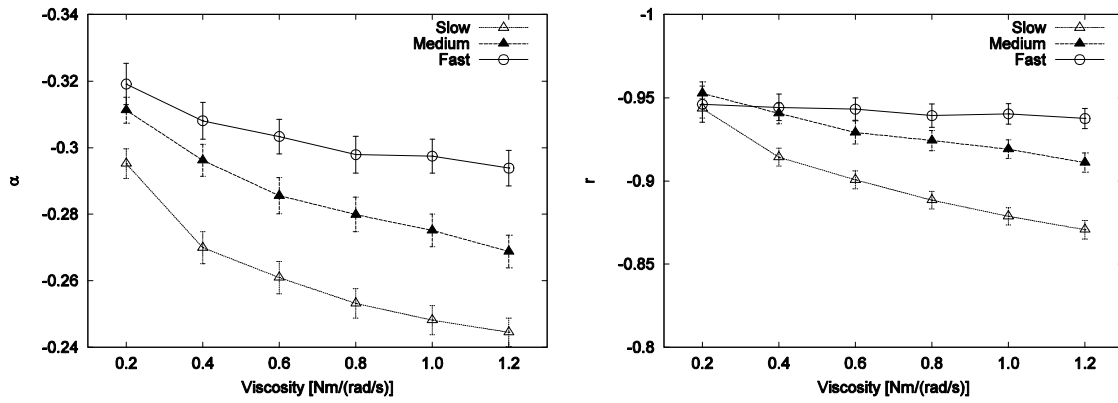 -0.34
-0.32
-0.3
-0.28
-0.26
-0.24
α
0.2 0.4 0.6 0.8 1.0 1.2
Viscosity [Nm/(rad/s)]
Slow
Medium
Fast
-1
-0.95
-0.9
-0.85
-0.8
r
0.2 0.4 0.6 0.8 1.0 1.2
Viscosity [Nm/(rad/s)]
Slow
Medium
Fast